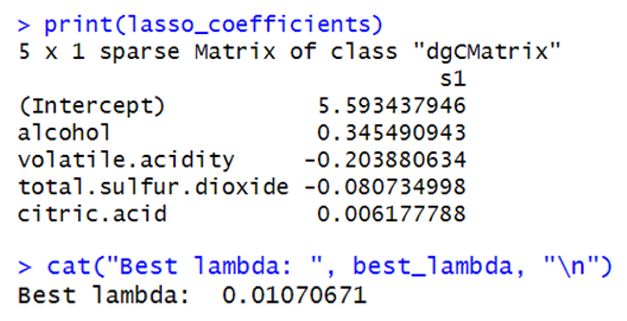 > print(lasso_coefficients)
5 x 1 sparse Matrix of class "dgCMatrix"
s1
(Intercept) 5.593437946
alcohol 0.345490943
volatile.acidity -0.203880634
total.sulfur.dioxide -0.080734998
citric.acid 0.006177788
> cat("Best lambda: ", best_lambda, "\n")
Best lambda:  0.01070671